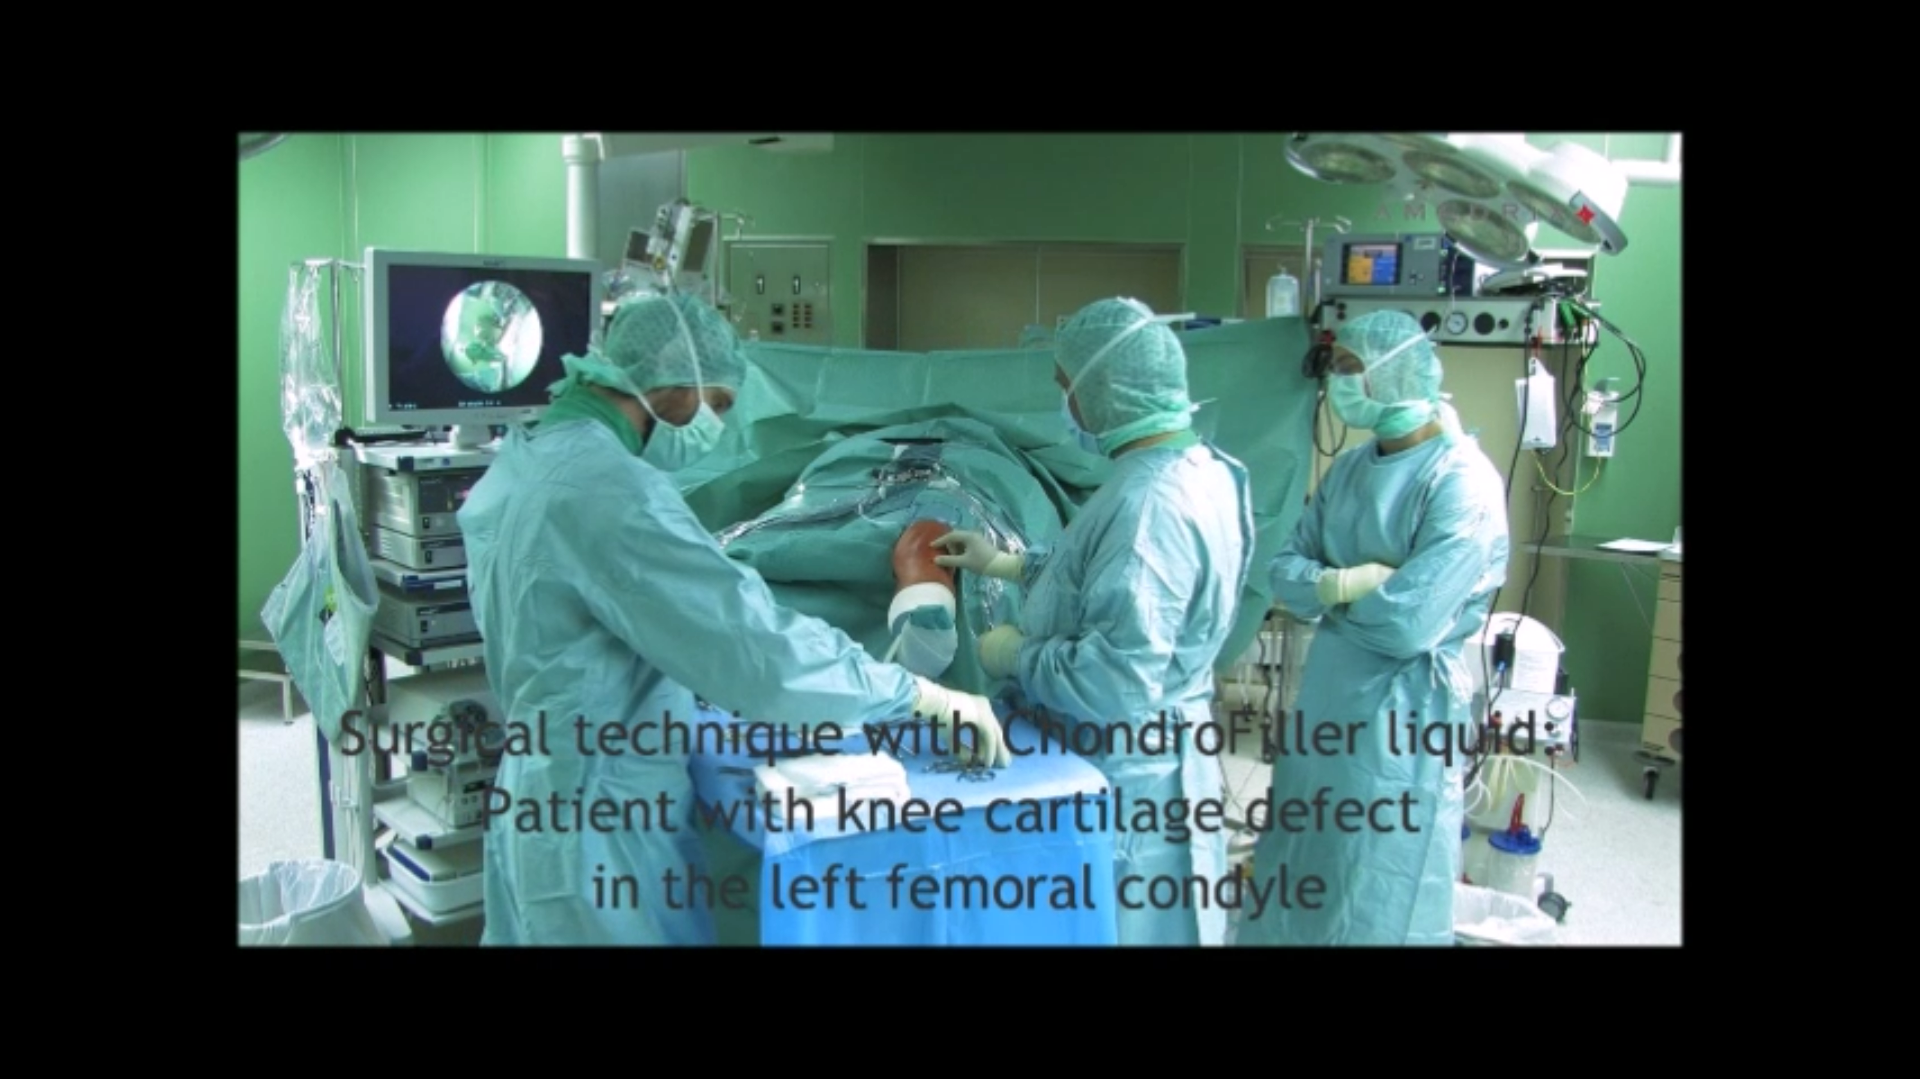 Surgical technique with ChondroFiller liquid
Patient with knee cartilage defect
in the left femoral condyle